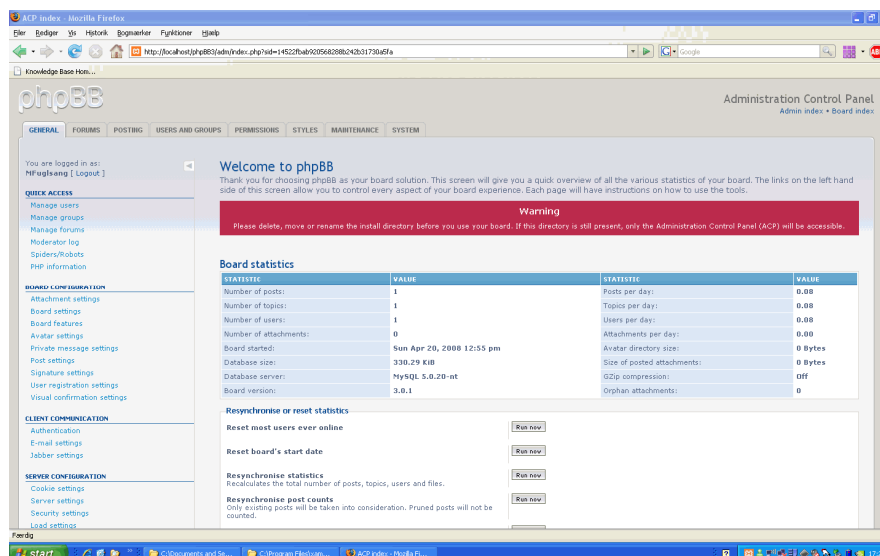 ACP index - Mozilla Firefox
Filer Rediger Vis Historik Bogmærker Funktioner Hjælp
http://localhost/phpBB3/adm/index.php?sid=14522fbab920568288b242b31730a5fa
Google
Knowledge Base Hom...
phpBB
Administration Control Panel
Admin index • Board index
GENERAL FORUMS POSTING USERS AND GROUPS PERMISSIONS STYLES MAINTENANCE SYSTEM
You are logged in as:
MFuglsang [ Logout ]
QUICK ACCESS
Manage users
Manage groups
Manage forums
Moderator log
Spiders/Robots
PHP information
BOARD CONFIGURATION
Attachment settings
Board settings
Board features
Avatar settings
Private message settings
Post settings
Signature settings
User registration settings
Visual confirmation settings
CLIENT COMMUNICATION
Authentication
E-mail settings
Jabber settings
SERVER CONFIGURATION
Cookie settings
Server settings
Security settings
Load settings
Welcome to phpBB
Thank you for choosing phpBB as your board solution. This screen will give you a quick overview of all the various statistics of your board. The links on the left hand
side of this screen allow you to control every aspect of your board experience. Each page will have instructions on how to use the tools.
Warning
Please delete, move or rename the install directory before you use your board. If this directory is still present, only the Administration Control Panel (ACP) will be accessible.
Board statistics
STATISTIC VALUE STATISTIC VALUE
Number of posts: 1 Posts per day: 0.08
Number of topics: 1 Topics per day: 0.08
Number of users: 1 Users per day: 0.08
Number of attachments: 0 Attachments per day: 0.00
Board started: Sun Apr 20, 2008 12:55 pm Avatar directory size: 0 Bytes
Database size: 330.29 KiB Size of posted attachments: 0 Bytes
Database server: MySQL 5.0.20-nt GZip compression: Off
Board version: 3.0.1 Orphan attachments: 0
Resynchronise or reset statistics
Reset most users ever online Run now
Reset board's start date Run now
Resynchronise statistics Run now
Recalculates the total number of posts, topics, users and files.
Resynchronise post counts Run now
Only existing posts will be taken into consideration. Pruned posts will not be
counted.
Færdig
start C:\Documents and Se... C:\Program Files\xam... ACP index - Mozilla Fi...